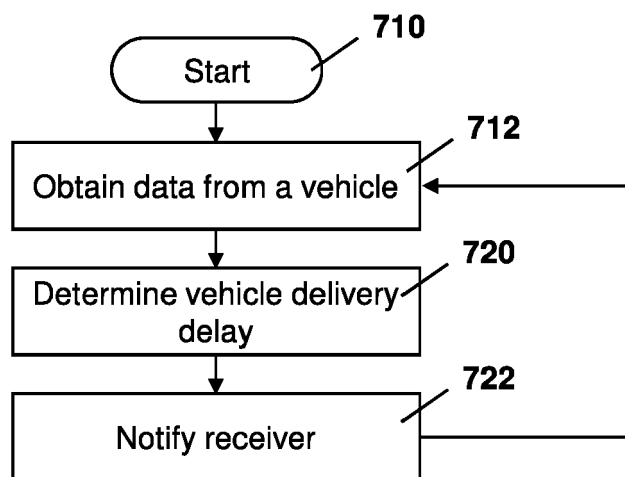 710
Start
712
Obtain data from a vehicle
720
Determine vehicle delivery
delay
722
Notify receiver